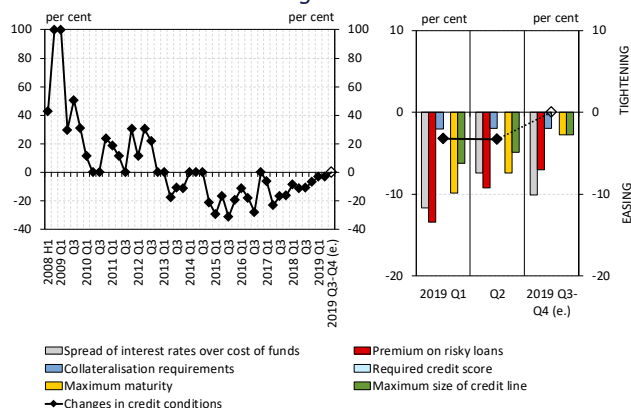 per cent per cent
100 100
80 80
60 60
40 40
20 20
0 0
-20 -20
-40 -40
2008 H1
2009 Q1
Q3
2010 Q1
Q3
2011 Q1
Q3
2012 Q1
Q3
2013 Q1
Q3
2014 Q1
Q3
2015 Q1
Q3
2016 Q1
Q3
2017 Q1
Q3
2018 Q1
Q3
2019 Q1
2019 Q3-Q4 (e.)
per cent per cent
10 10
0 0
-10 -10
-20 -20
TIGHTENING
EASING
2019 Q1 Q2 2019 Q3-
Q4 (e.)
Spread of interest rates over cost of funds Premium on risky loans
Collateralisation requirements Required credit score
Maximum maturity Maximum size of credit line
Changes in credit conditions